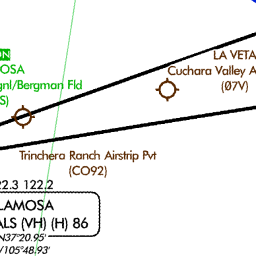 ON
OSA
gnl/Bergman Fld
S)
LA VETA
Cuchara Valley A
(07V)
Trinchera Ranch Airstrip Pvt
(CO92)
22.3 122.2
LAMOSA
ALS (VH) (H) 86
N37°20.95'
/105°48.93'